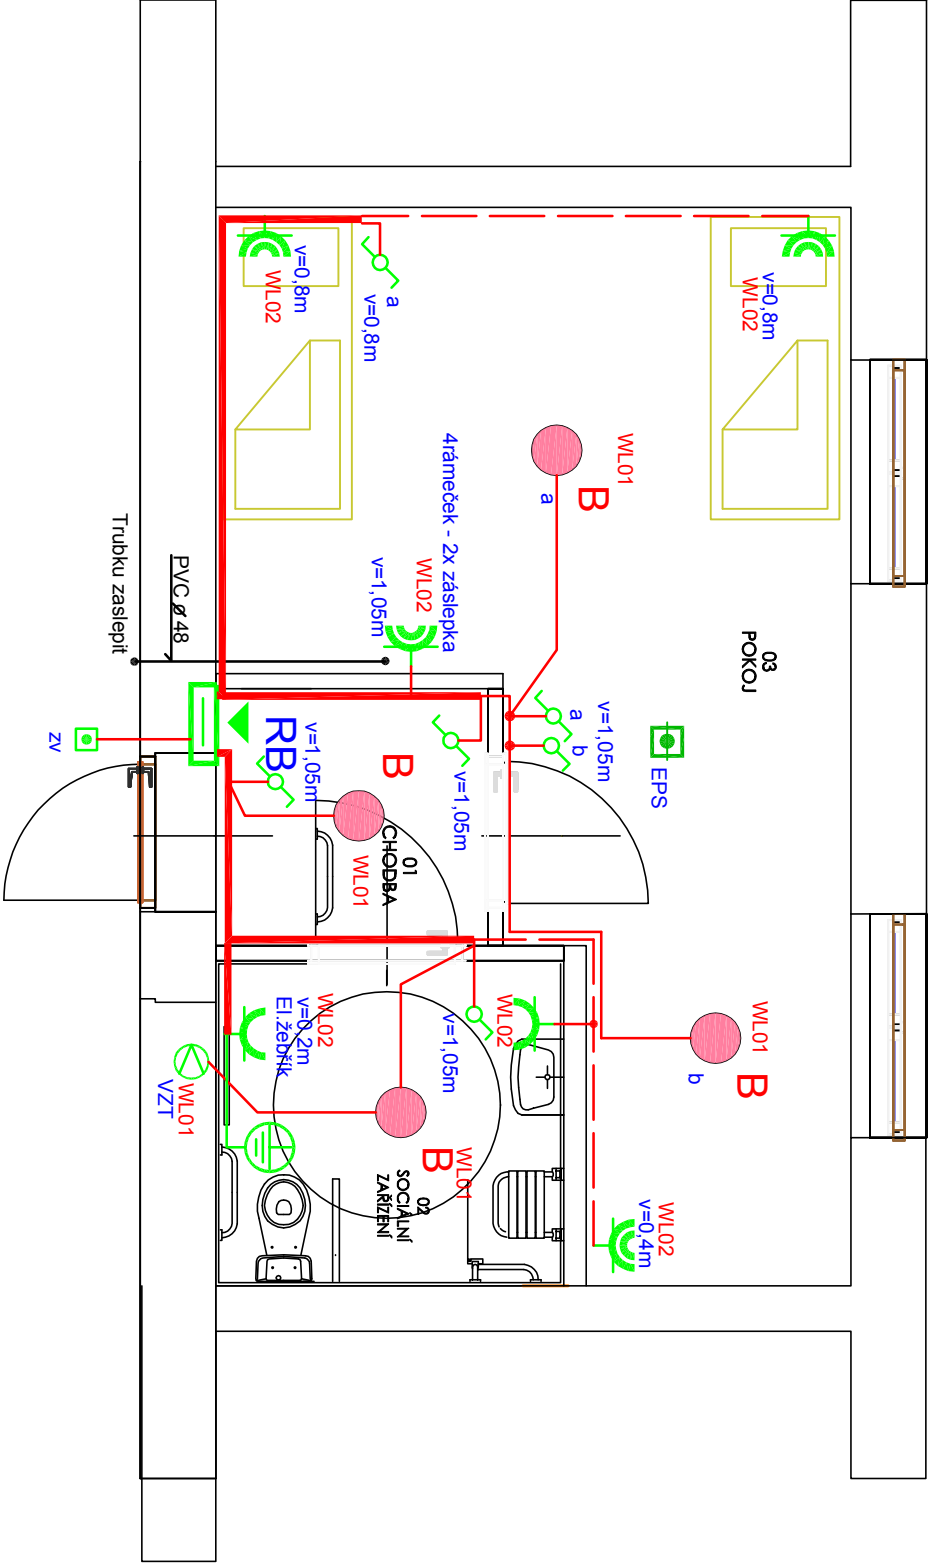 v=0,8m
WL02
a
v=0,8m
v=0,8m
WL02
WL01
B
a
4rámeček - 2x záslepka
WL02
v=1,05m
Trubku zaslepit
PVC ø 48
03
POKOJ
v=1,05m
a
b
EPS
zv
RB
v=1,05m
B
v=1,05m
01
CHODBA
WL01
WL02
v=0,2m
El.žebřík
WL02
v=1,05m
WL01
B
b
WL01
VZT
WL01
B
02
SOCIÁLNÍ
ZAŘÍZENÍ
WL02
v=0,4m